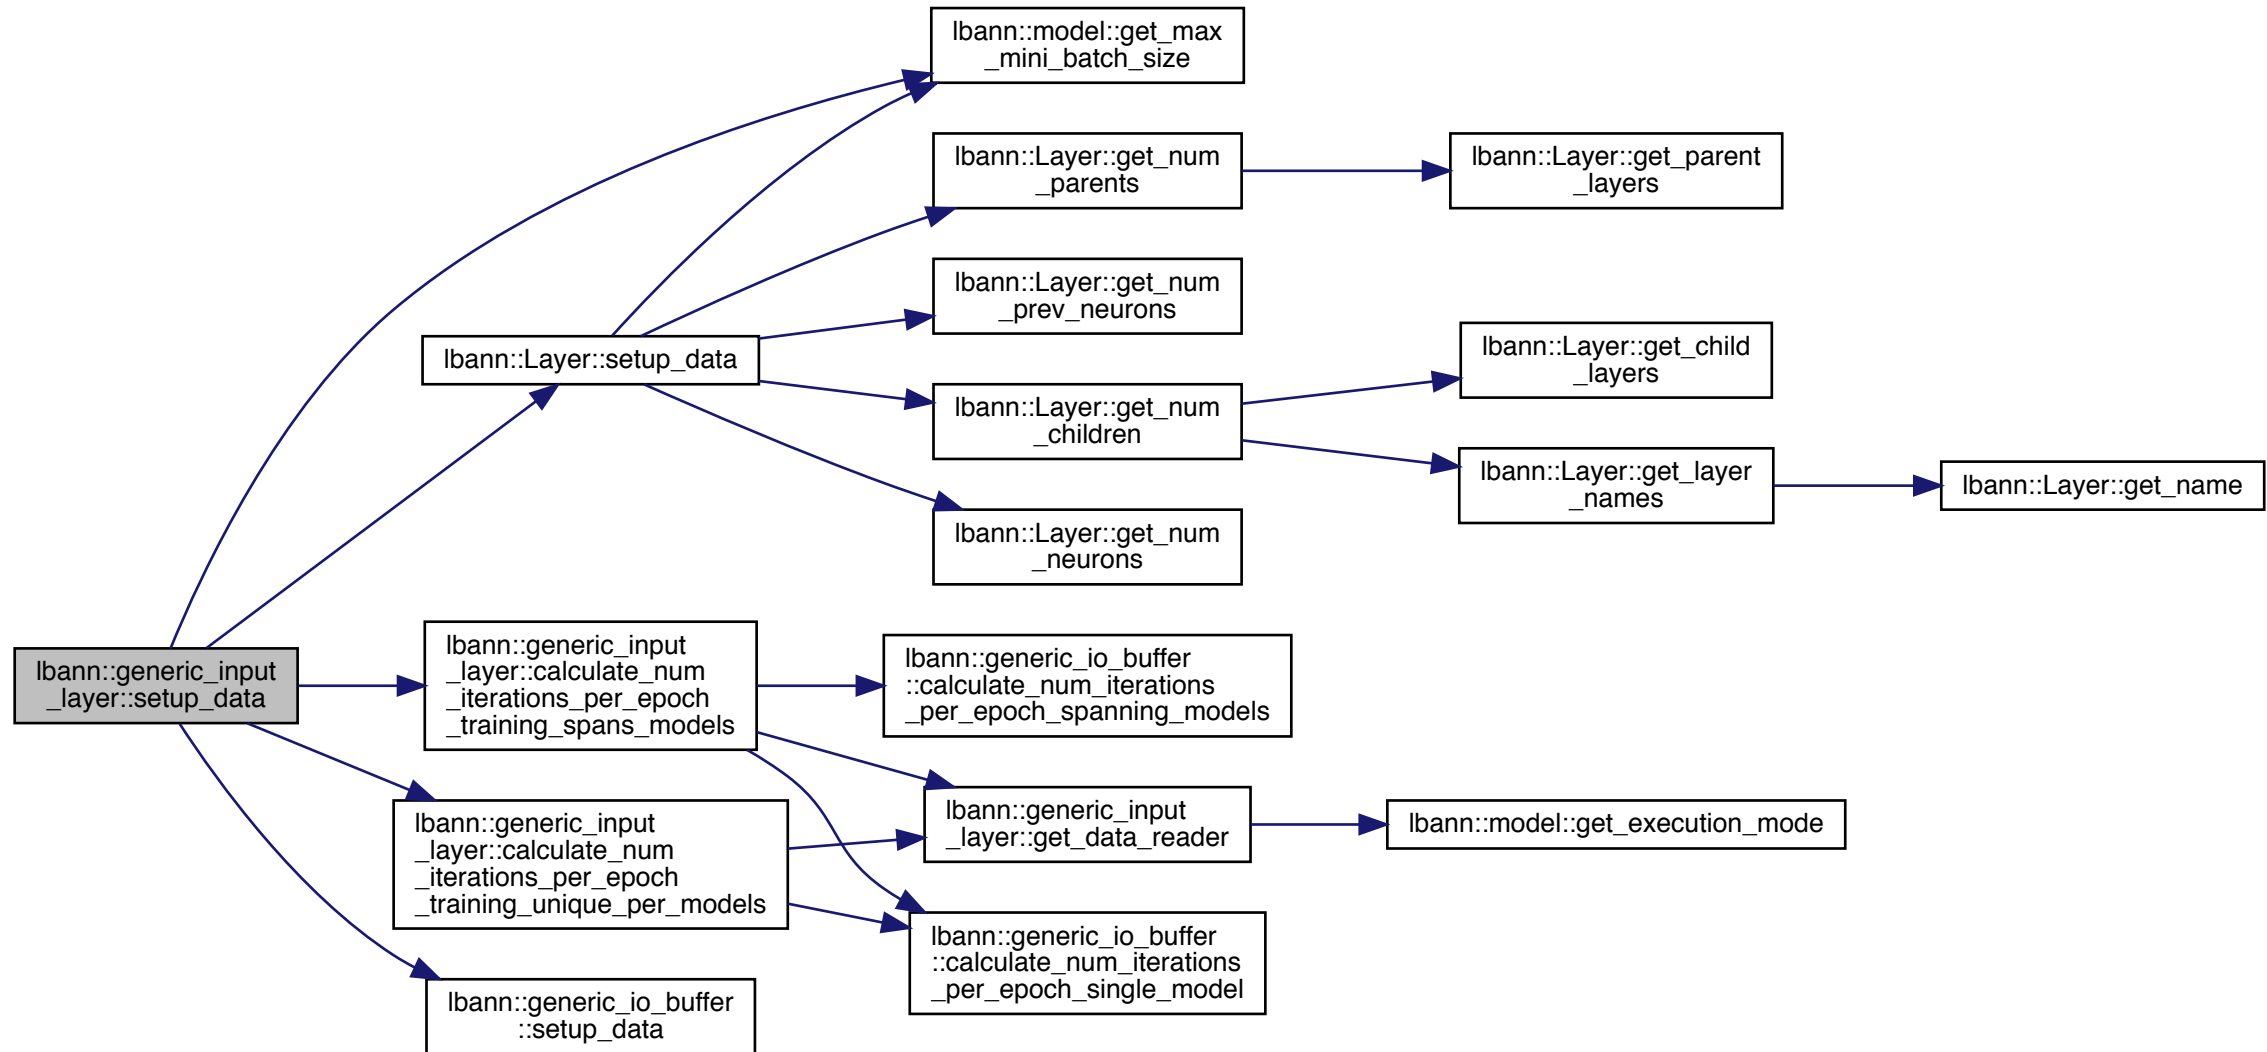 lbann::model::get_max
_mini_batch_size
lbann::Layer::get_num
_parents
lbann::Layer::get_parent
_layers
lbann::Layer::get_num
_prev_neurons
lbann::Layer::setup_data
lbann::Layer::get_child
_layers
lbann::Layer::get_num
_children
lbann::Layer::get_layer
_names
lbann::Layer::get_name
lbann::Layer::get_num
_neurons
lbann::generic_input
_layer::setup_data
lbann::generic_input
_layer::calculate_num
_iterations_per_epoch
_training_spans_models
lbann::generic_io_buffer
::calculate_num_iterations
_per_epoch_spanning_models
lbann::generic_input
_layer::get_data_reader
lbann::model::get_execution_mode
lbann::generic_input
_layer::calculate_num
_iterations_per_epoch
_training_unique_per_models
lbann::generic_io_buffer
::calculate_num_iterations
_per_epoch_single_model
lbann::generic_io_buffer
::setup_data